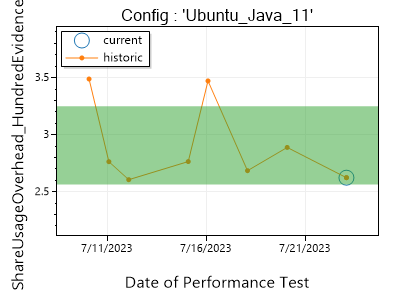 Config : 'Ubuntu_Java_11'
current
historic
ShareUsageOverhead_HundredEvidence
3.5
3
2.5
7/11/2023
7/16/2023
7/21/2023
Date of Performance Test